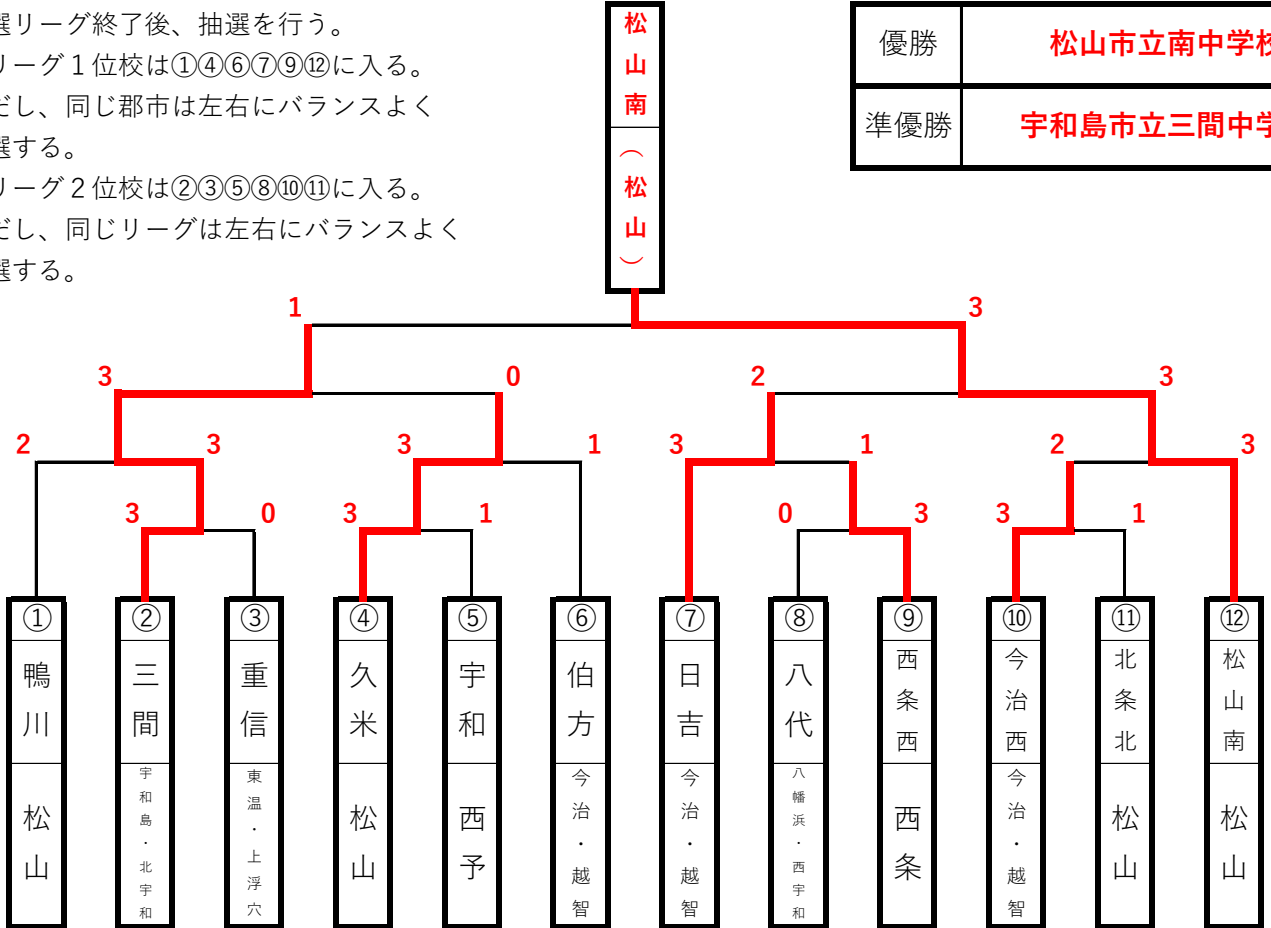 選リーグ終了後、抽選を行う。
リーグ１位校は①④⑥⑦⑨⑫に入る。
だし、同じ郡市は左右にバランスよく
選する。
リーグ２位校は②③⑤⑧⑩⑪に入る。
だし、同じリーグは左右にバランスよく
選する。
松山南
（松山）
優勝 松山市立南中学校
準優勝 宇和島市立三間中学
1 3
3 0 2 3
2 3 3 1 3 1 2 3
3 0 3 1 0 3 3 1
① ② ③ ④ ⑤ ⑥ ⑦ ⑧ ⑨ ⑩ ⑪ ⑫
鴨川 三間 重信 久米 宇和 伯方 日吉 八代 西条西 今治西 北条北 松山南
松山 宇和島・北宇和 東温・上浮穴 松山 西予 今治・越智 今治・越智 八幡浜・西宇和 西条 今治・越智 松山 松山